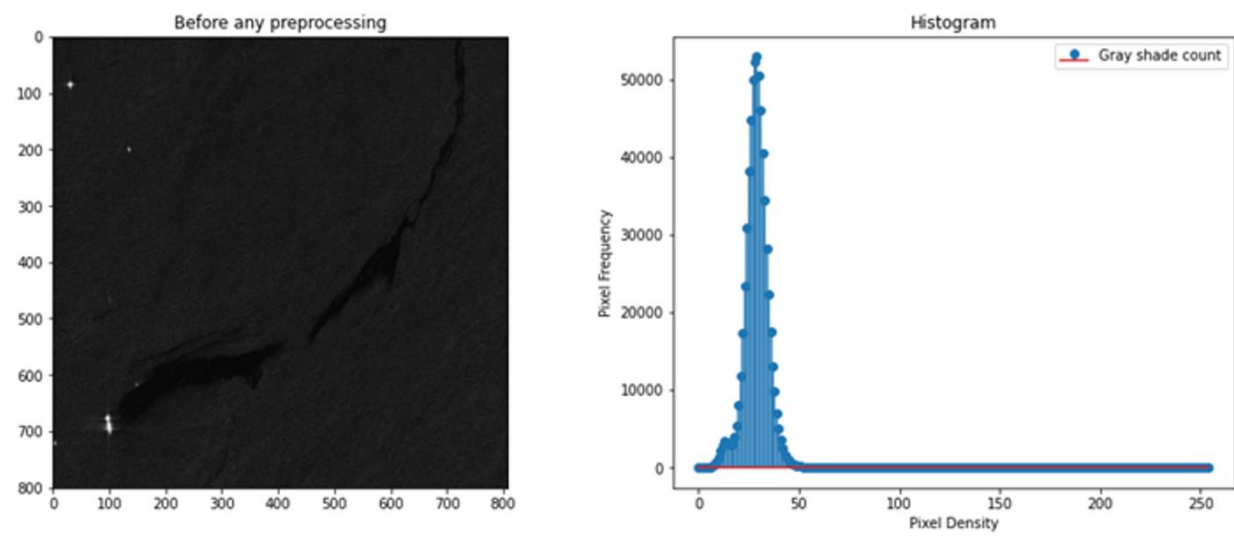 Before any preprocessing
0
100
200
300
400
500
600
700
800
0 100 200 300 400 500 600 700 800
Histogram
Gray shade count
50000
40000
30000
20000
10000
0
Pixel Frequency
0 50 100 150 200 250
Pixel Density